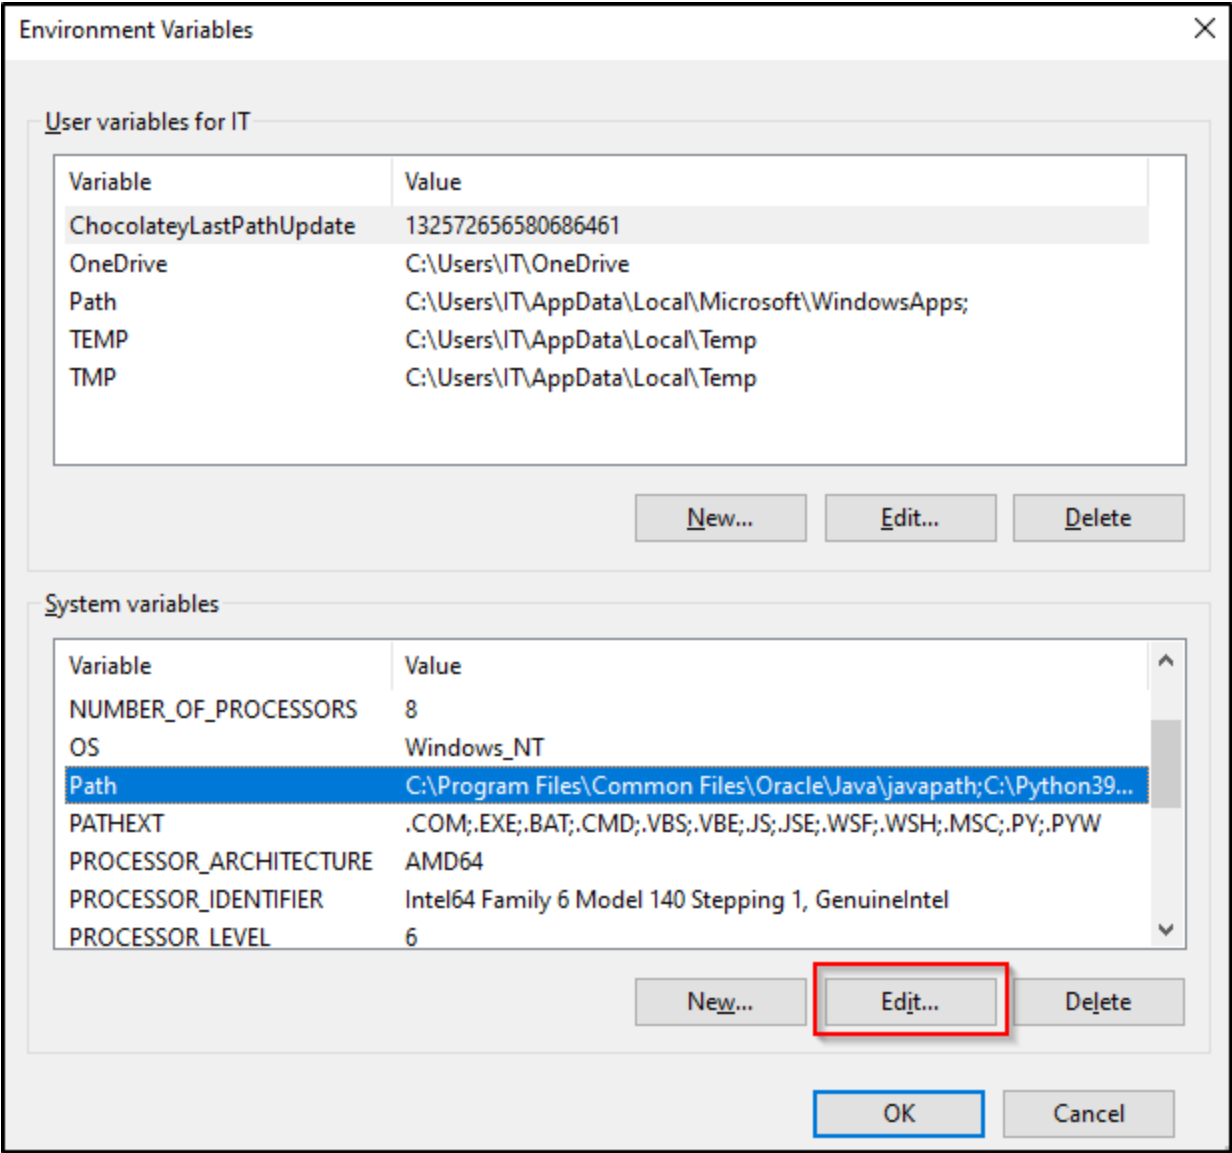 Environment Variables
User variables for IT
Variable Value
ChocolateyLastPathUpdate 132572656580686461
OneDrive C:\Users\IT\OneDrive
Path C:\Users\IT\AppData\Local\Microsoft\WindowsApps;
TEMP C:\Users\IT\AppData\Local\Temp
TMP C:\Users\IT\AppData\Local\Temp
New... Edit... Delete
System variables
Variable Value
NUMBER_OF_PROCESSORS 8
OS Windows_NT
Path C:\Program Files\Common Files\Oracle\Java\javapath;C:\Python39...
PATHEXT .COM;.EXE;.BAT;.CMD;.VBS;.VBE;.JS;.JSE;.WSF;.WSH;.MSC;.PY;.PYW
PROCESSOR_ARCHITECTURE AMD64
PROCESSOR_IDENTIFIER Intel64 Family 6 Model 140 Stepping 1, GenuineIntel
PROCESSOR_LEVEL 6
New... Edit... Delete
OK Cancel